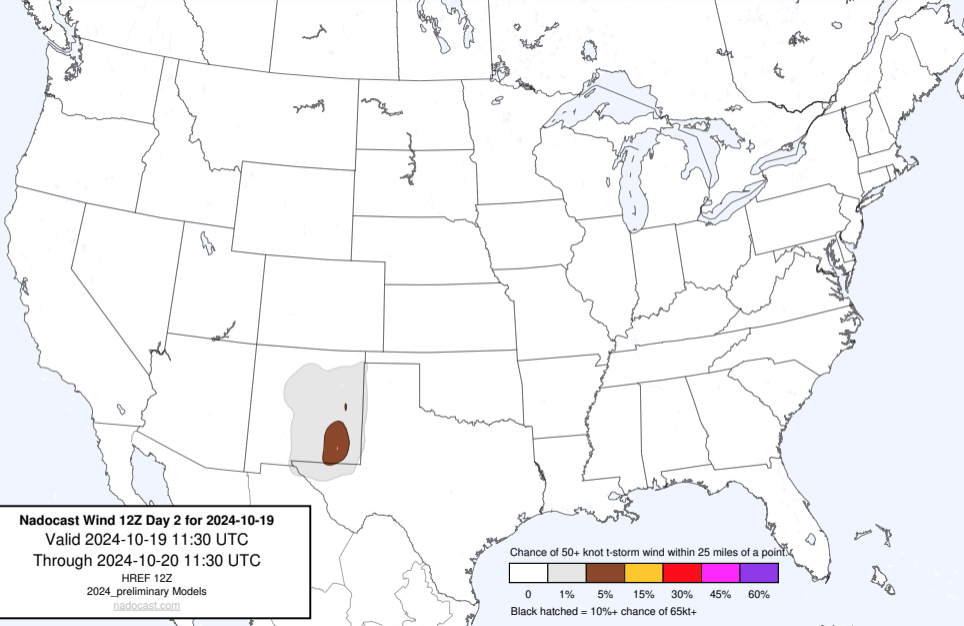 Nadocast Wind 12Z Day 2 for 2024-10-19
Valid 2024-10-19 11:30 UTC
Through 2024-10-20 11:30 UTC
HREF 12Z
2024_preliminary Models
nadocast.com
Chance of 50+ knot t-storm wind within 25 miles of a point.
0 1% 5% 15% 30% 45% 60%
Black hatched = 10%+ chance of 65kt+